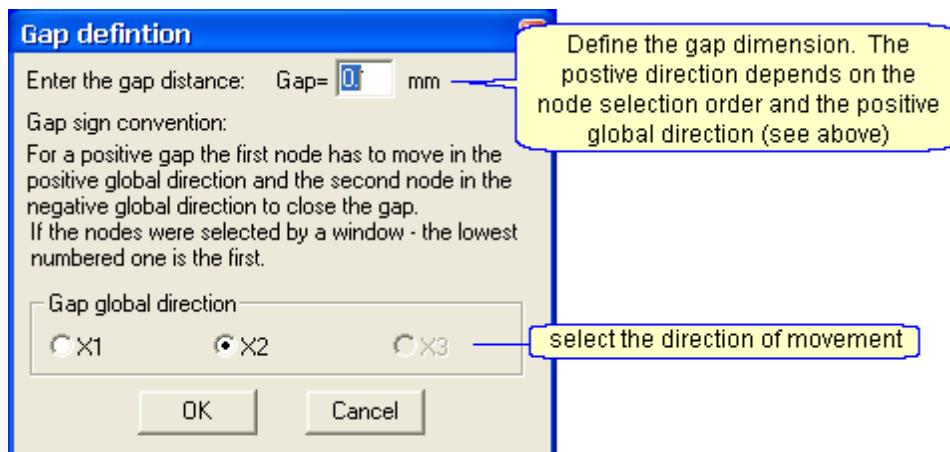 Gap defintion
Enter the gap distance: Gap= 0. mm
Define the gap dimension. The
postive direction depends on the
node selection order and the positive
global direction (see above)
Gap sign convention:
For a positive gap the first node has to move in the
positive global direction and the second node in the
negative global direction to close the gap.
If the nodes were selected by a window - the lowest
numbered one is the first.
Gap global direction
X1 X2 X3
select the direction of movement
OK Cancel